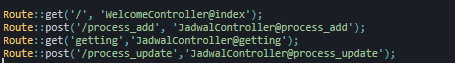 Route::get('/', 'WelcomeController@index');
Route::post('/process_add', 'JadwalController@process_add');
Route::get('getting','JadwalController@getting');
Route::post('/process_update','JadwalController@process_update');